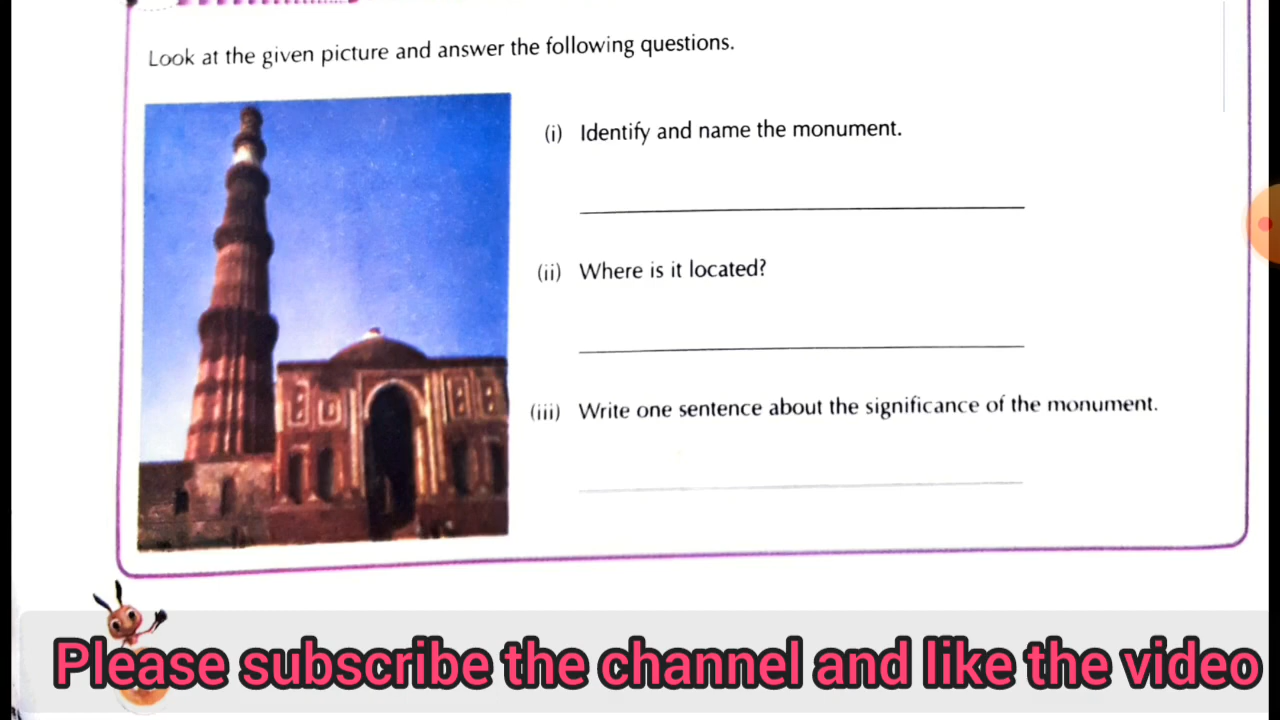 Look at the given picture and answer the following questions.
(i) Identify and name the monument.
(ii) Where is it located?
(iii) Write one sentence about the significance of the monument.
Please subscribe the channel and like the video